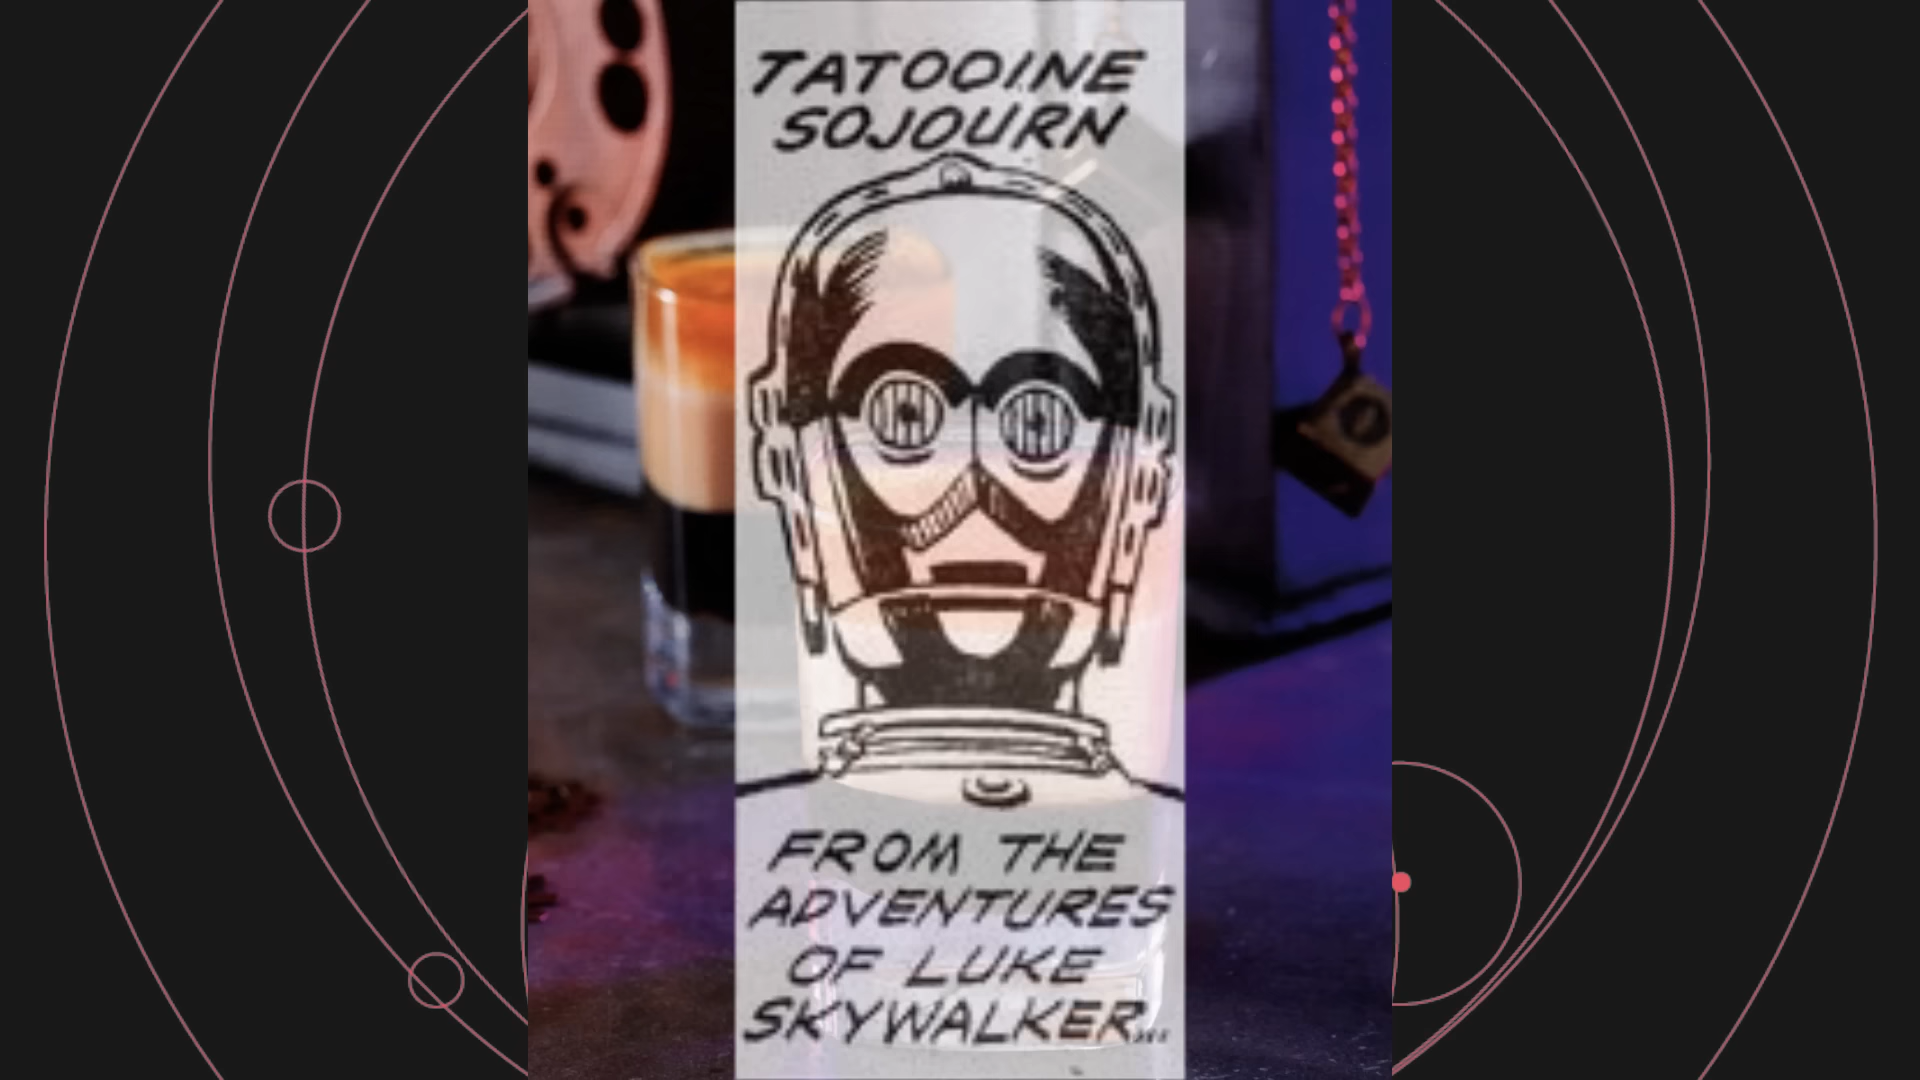 TATOOINE
SOJOURN
FROM THE
ADVENTURES
OF LUKE
SKYWALKER...